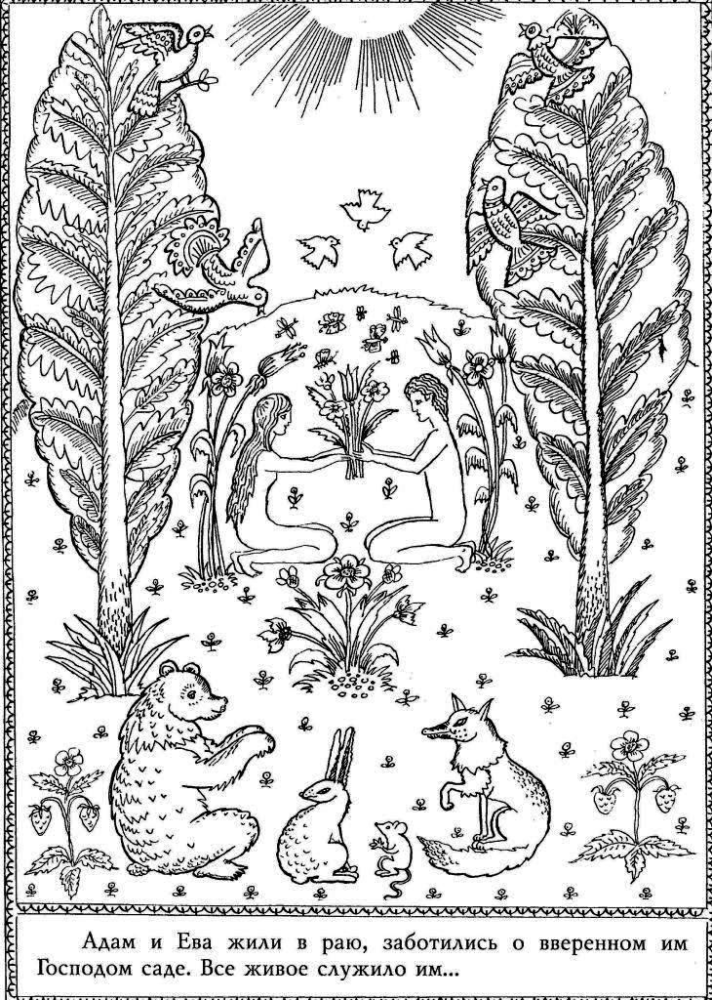 Адам и Ева жили в раю, заботились о вверенном им
Господом саде. Все живое служило им...